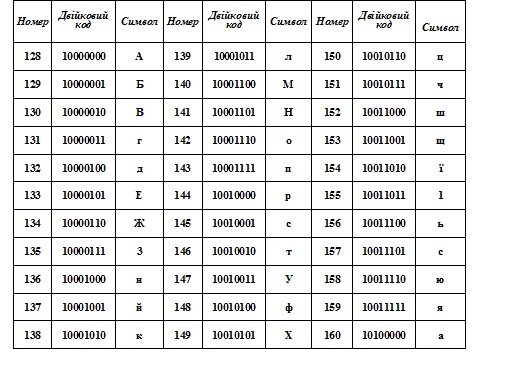 Номер Двійковий код Символ Номер Двійковий код Символ Номер Двійковий код Символ
128 10000000 А 139 10001011 л 150 10010110 ц
129 10000001 Б 140 10001100 М 151 10010111 ч
130 10000010 В 141 10001101 Н 152 10011000 ш
131 10000011 г 142 10001110 о 153 10011001 щ
132 10000100 д 143 10001111 п 154 10011010 ї
133 10000101 Е 144 10010000 р 155 10011011 1
134 10000110 Ж 145 10010001 с 156 10011100 ь
135 10000111 З 146 10010010 т 157 10011101 є
136 10001000 и 147 10010011 У 158 10011110 ю
137 10001001 й 148 10010100 ф 159 10011111 я
138 10001010 к 149 10010101 Х 160 10100000 а